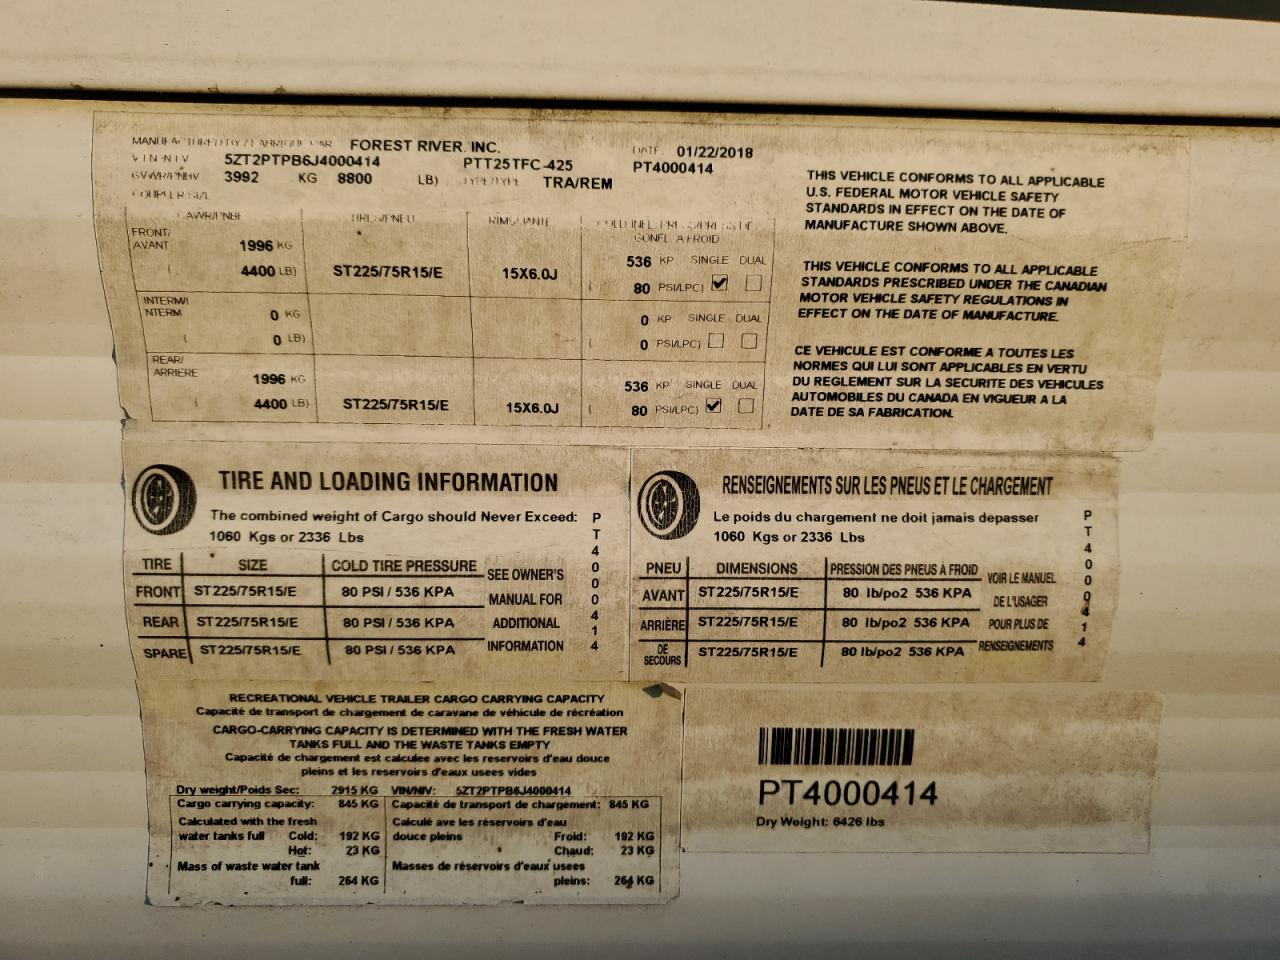 FOREST RIVER, INC. DATE 01/22/2018
VIN-NIV 5ZT2PTPB6J4000414 PTT25TFC-425 PT4000414
3992 KG 8800 LB) TYPE/TYPE TRA/REM
TIRES/PNEU RIMS/JANTE
GONFL. A FROID
FRONT/
AVANT 1996 KG 536 KP SINGLE DUAL
( 4400 LB) ST225/75R15/E 15X6.0J ( 80 PSI/LPC)
INTERM/
NTERM 0 KG 0 KP SINGLE DUAL
( 0 LB) ( 0 PSI/LPC)
REAR/
ARRIERE 1996 KG 536 KP SINGLE DUAL
( 4400 LB) ST225/75R15/E 15X6.0J ( 80 PSI/LPC)
THIS VEHICLE CONFORMS TO ALL APPLICABLE
U.S. FEDERAL MOTOR VEHICLE SAFETY
STANDARDS IN EFFECT ON THE DATE OF
MANUFACTURE SHOWN ABOVE.
THIS VEHICLE CONFORMS TO ALL APPLICABLE
STANDARDS PRESCRIBED UNDER THE CANADIAN
MOTOR VEHICLE SAFETY REGULATIONS IN
EFFECT ON THE DATE OF MANUFACTURE.
CE VEHICULE EST CONFORME A TOUTES LES
NORMES QUI LUI SONT APPLICABLES EN VERTU
DU REGLEMENT SUR LA SECURITE DES VEHICULES
AUTOMOBILES DU CANADA EN VIGUEUR A LA
DATE DE SA FABRICATION.
TIRE AND LOADING INFORMATION
The combined weight of Cargo should Never Exceed:
1060 Kgs or 2336 Lbs
TIRE SIZE COLD TIRE PRESSURE
FRONT ST225/75R15/E 80 PSI / 536 KPA
REAR ST225/75R15/E 80 PSI / 536 KPA
SPARE ST225/75R15/E 80 PSI / 536 KPA
SEE OWNER'S
MANUAL FOR
ADDITIONAL
INFORMATION
PT4000414
RENSEIGNEMENTS SUR LES PNEUS ET LE CHARGEMENT
Le poids du chargement ne doit jamais depasser
1060 Kgs or 2336 Lbs
PNEU DIMENSIONS PRESSION DES PNEUS À FROID
AVANT ST225/75R15/E 80 lb/po2 536 KPA
ARRIÈRE ST225/75R15/E 80 lb/po2 536 KPA
DE
SECOURS ST225/75R15/E 80 lb/po2 536 KPA
VOIR LE MANUEL
DE L'USAGER
POUR PLUS DE
RENSEIGNEMENTS
PT4000414
RECREATIONAL VEHICLE TRAILER CARGO CARRYING CAPACITY
Capacité de transport de chargement de caravane de véhicule de récréation
CARGO-CARRYING CAPACITY IS DETERMINED WITH THE FRESH WATER
TANKS FULL AND THE WASTE TANKS EMPTY
Capacité de chargement est calculee avec les reservoirs d'eau douce
pleins et les reservoirs d'eaux usees vides
Dry weight/Poids Sec: 2915 KG VIN/NIV: 5ZT2PTPB6J4000414
Cargo carrying capacity: 845 KG Capacité de transport de chargement: 845 KG
Calculated with the fresh Calculé ave les réservoirs d'eau
water tanks full Cold: 192 KG douce pleins Froid: 192 KG
Hot: 23 KG Chaud: 23 KG
Mass of waste water tank Masses de réservoirs d'eaux usees
full: 264 KG pleins: 264 KG
PT4000414
Dry Weight: 6426 lbs